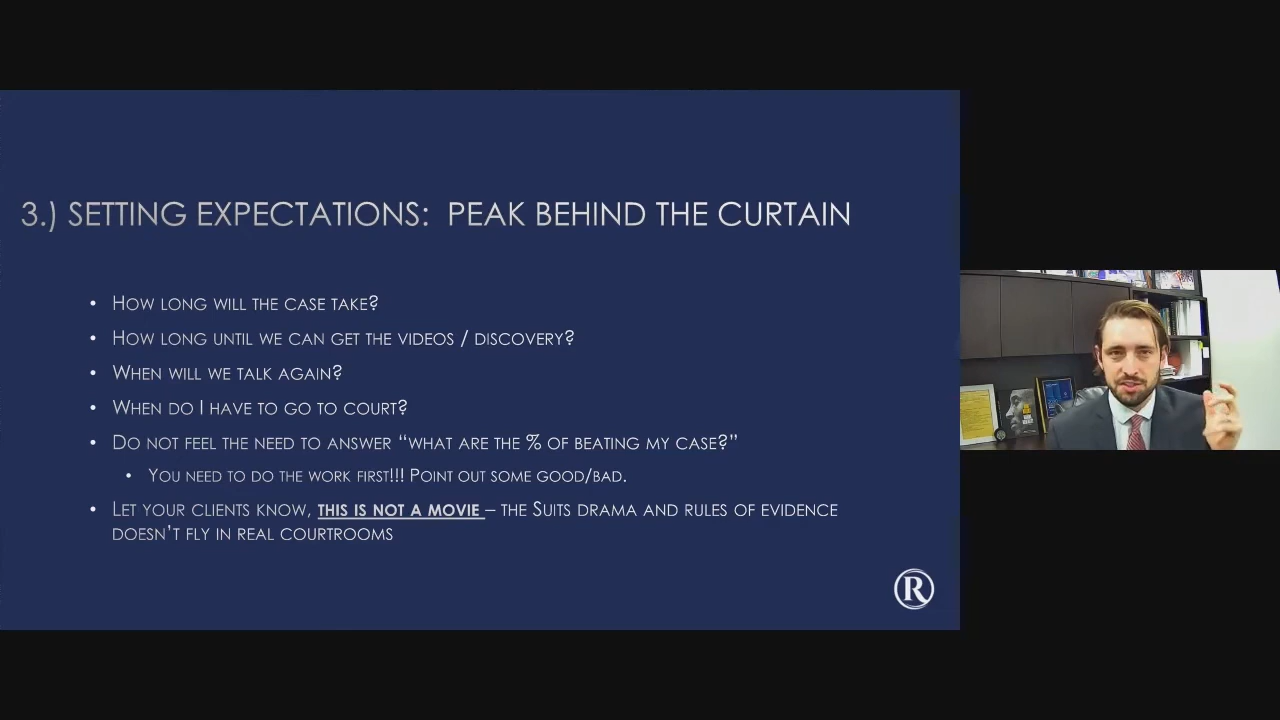 3.) SETTING EXPECTATIONS: PEAK BEHIND THE CURTAIN
• HOW LONG WILL THE CASE TAKE?
• HOW LONG UNTIL WE CAN GET THE VIDEOS / DISCOVERY?
• WHEN WILL WE TALK AGAIN?
• WHEN DO I HAVE TO GO TO COURT?
• DO NOT FEEL THE NEED TO ANSWER “WHAT ARE THE % OF BEATING MY CASE?”
• YOU NEED TO DO THE WORK FIRST!!! POINT OUT SOME GOOD/BAD.
• LET YOUR CLIENTS KNOW, THIS IS NOT A MOVIE – THE SUITS DRAMA AND RULES OF EVIDENCE
DOESN’T FLY IN REAL COURTROOMS
R